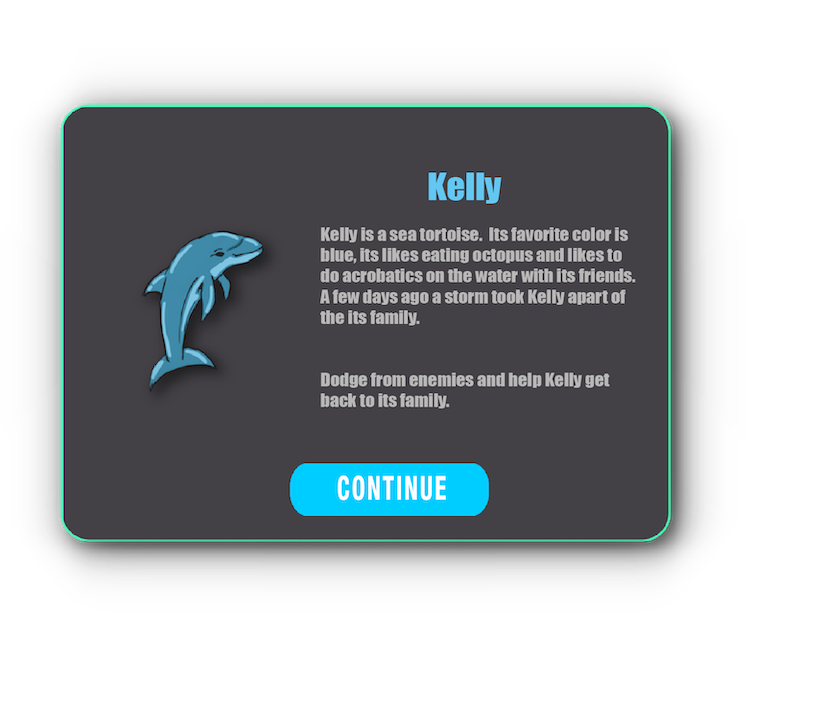 Kelly
Kelly is a sea tortoise.  Its favorite color is
blue, its likes eating octopus and likes to
do acrobatics on the water with its friends.
A few days ago a storm took Kelly apart of
the its family.
Dodge from enemies and help Kelly get
back to its family.
CONTINUE